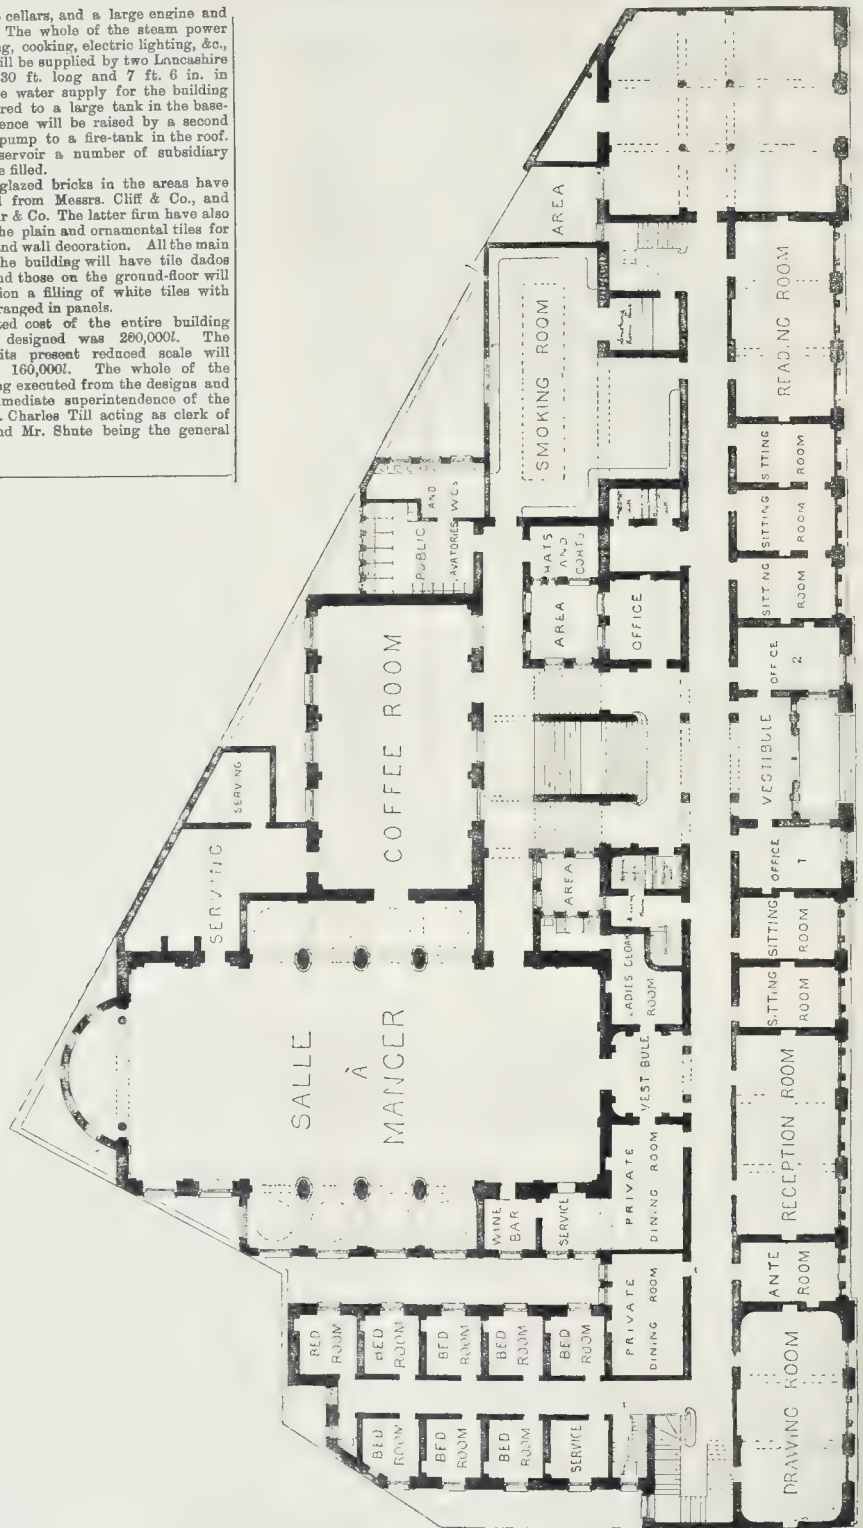 cellars, and a large engine and
The whole of the steam power
ng, cooking, electric lighting, &c.,
ill be supplied by two Lancashire
30 ft. long and 7 ft. 6 in. in
e water supply for the building
red to a large tank in the base-
ence will be raised by a second
pump to a fire-tank in the roof.
servoir a number of subsidiary
e filled.
glazed bricks in the areas have
from Messrs. Cliff & Co., and
r & Co. The latter firm have also
he plain and ornamental tiles for
nd wall decoration. All the main
he building will have tile dados
nd those on the ground-floor will
ion a filling of white tiles with
ranged in panels.
ted cost of the entire building
designed was 260,000l. The
its present reduced scale will
160,000l. The whole of the
ng executed from the designs and
mediate superintendence of the
. Charles Till acting as clerk of
nd Mr. Shute being the general
AREA
SMOKING ROOM
READING ROOM
PUBLIC
LAVATORIES
AND
WCs
HATS
AND
COATS
AREA
OFFICE
SITTING
ROOM
SITTING
ROOM
SITTING
ROOM
COFFEE ROOM
OFFICE
2
VESTIBULE
OFFICE
1
SERVING
SERVING
AREA
LADIES CLOAK
ROOM
SITTING
ROOM
SITTING
ROOM
SALLE
À
MANGER
VESTIBULE
RECEPTION ROOM
WINE
BAR
SERVICE
PRIVATE
DINING ROOM
PRIVATE
DINING ROOM
ANTE
ROOM
BED
ROOM
BED
ROOM
BED
ROOM
BED
ROOM
BED
ROOM
BED
ROOM
BED
ROOM
BED
ROOM
SERVICE
DRAWING ROOM